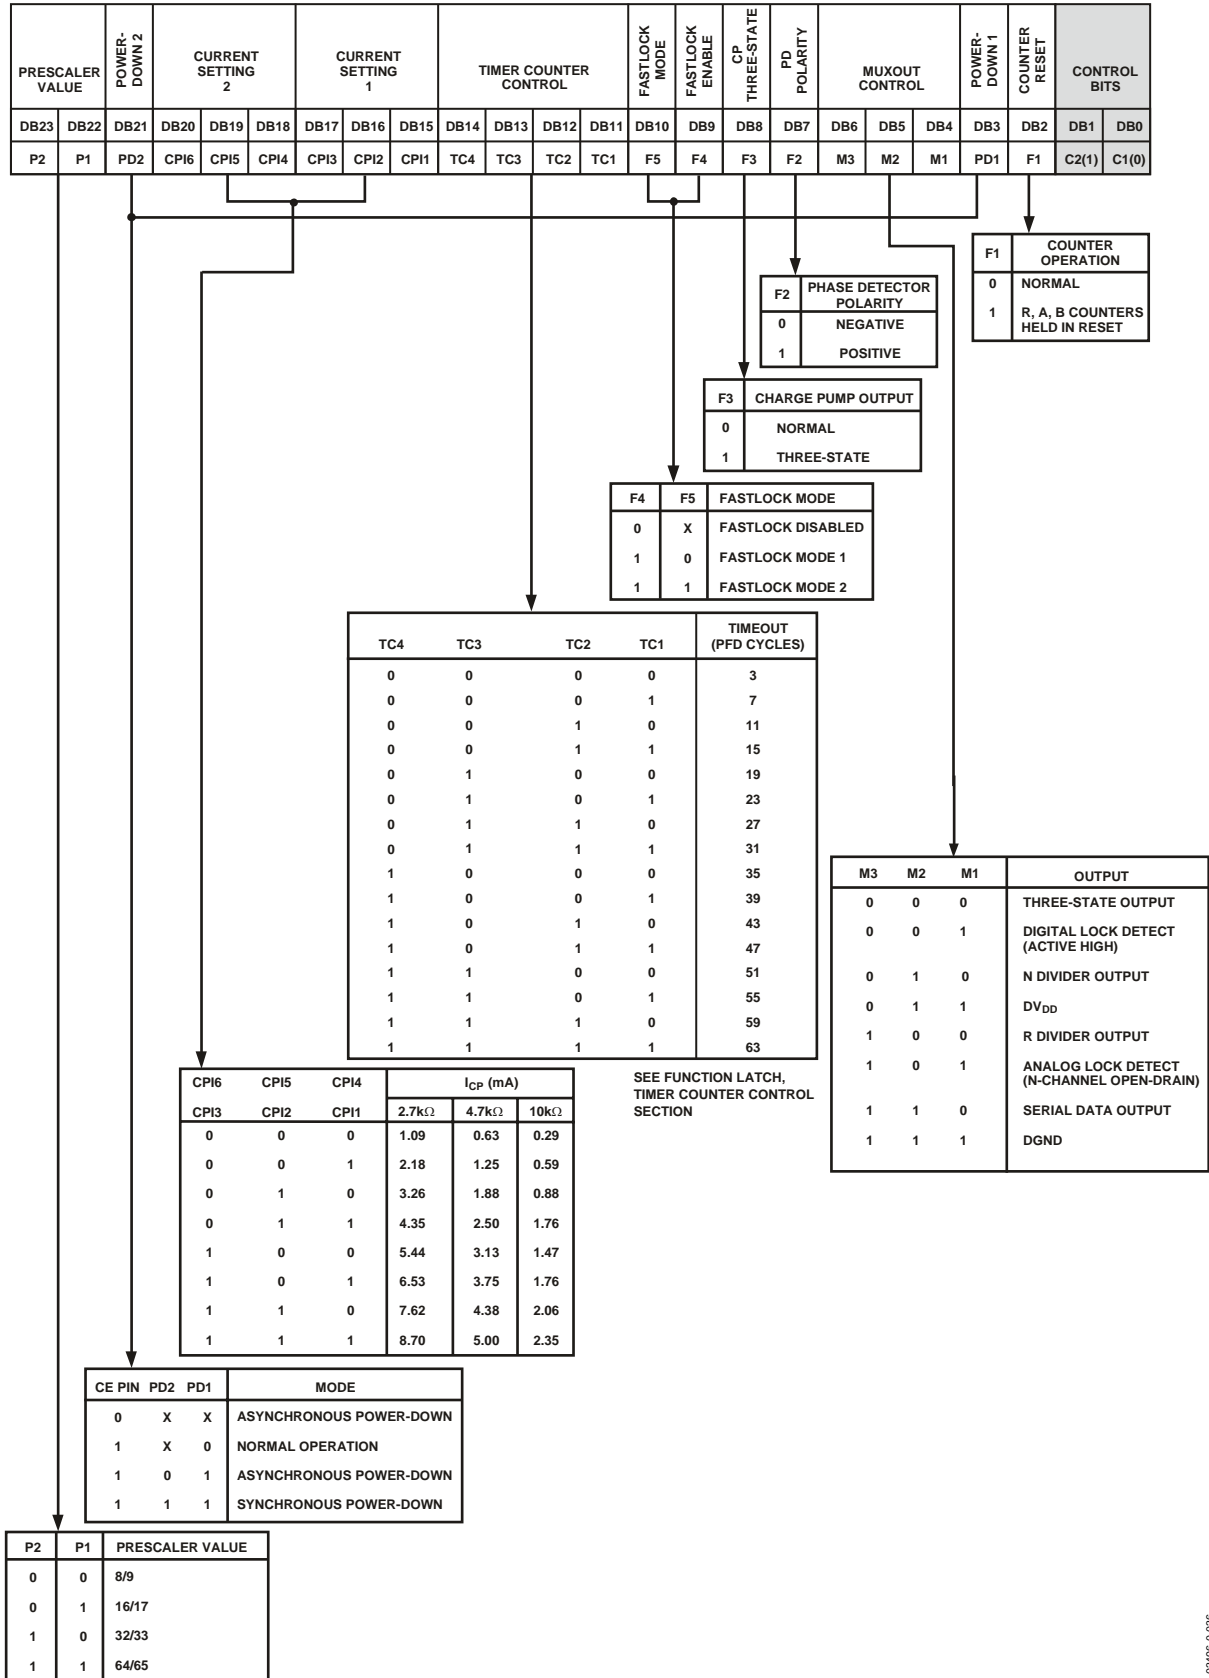 PRESCALER VALUE
POWER-DOWN 2
CURRENT SETTING 2
CURRENT SETTING 1
TIMER COUNTER CONTROL
FASTLOCK MODE
FASTLOCK ENABLE
CP THREE-STATE
PD POLARITY
MUXOUT CONTROL
POWER-DOWN 1
COUNTER RESET
CONTROL BITS
DB23 DB22 DB21 DB20 DB19 DB18 DB17 DB16 DB15 DB14 DB13 DB12 DB11 DB10 DB9 DB8 DB7 DB6 DB5 DB4 DB3 DB2 DB1 DB0
P2 P1 PD2 CPI6 CPI5 CPI4 CPI3 CPI2 CPI1 TC4 TC3 TC2 TC1 F5 F4 F3 F2 M3 M2 M1 PD1 F1 C2(1) C1(0)
F1 COUNTER OPERATION
0 NORMAL
1 R, A, B COUNTERS HELD IN RESET
F2 PHASE DETECTOR POLARITY
0 NEGATIVE
1 POSITIVE
F3 CHARGE PUMP OUTPUT
0 NORMAL
1 THREE-STATE
F4 F5 FASTLOCK MODE
0 X FASTLOCK DISABLED
1 0 FASTLOCK MODE 1
1 1 FASTLOCK MODE 2
TC4 TC3 TC2 TC1 TIMEOUT (PFD CYCLES)
0 0 0 0 3
0 0 0 1 7
0 0 1 0 11
0 0 1 1 15
0 1 0 0 19
0 1 0 1 23
0 1 1 0 27
0 1 1 1 31
1 0 0 0 35
1 0 0 1 39
1 0 1 0 43
1 0 1 1 47
1 1 0 0 51
1 1 0 1 55
1 1 1 0 59
1 1 1 1 63
SEE FUNCTION LATCH,
TIMER COUNTER CONTROL
SECTION
M3 M2 M1 OUTPUT
0 0 0 THREE-STATE OUTPUT
0 0 1 DIGITAL LOCK DETECT (ACTIVE HIGH)
0 1 0 N DIVIDER OUTPUT
0 1 1 DVDD
1 0 0 R DIVIDER OUTPUT
1 0 1 ANALOG LOCK DETECT (N-CHANNEL OPEN-DRAIN)
1 1 0 SERIAL DATA OUTPUT
1 1 1 DGND
CPI6 CPI5 CPI4 ICP (mA)
CPI3 CPI2 CPI1 2.7kΩ 4.7kΩ 10kΩ
0 0 0 1.09 0.63 0.29
0 0 1 2.18 1.25 0.59
0 1 0 3.26 1.88 0.88
0 1 1 4.35 2.50 1.76
1 0 0 5.44 3.13 1.47
1 0 1 6.53 3.75 1.76
1 1 0 7.62 4.38 2.06
1 1 1 8.70 5.00 2.35
CE PIN PD2 PD1 MODE
0 X X ASYNCHRONOUS POWER-DOWN
1 X 0 NORMAL OPERATION
1 0 1 ASYNCHRONOUS POWER-DOWN
1 1 1 SYNCHRONOUS POWER-DOWN
P2 P1 PRESCALER VALUE
0 0 8/9
0 1 16/17
1 0 32/33
1 1 64/65